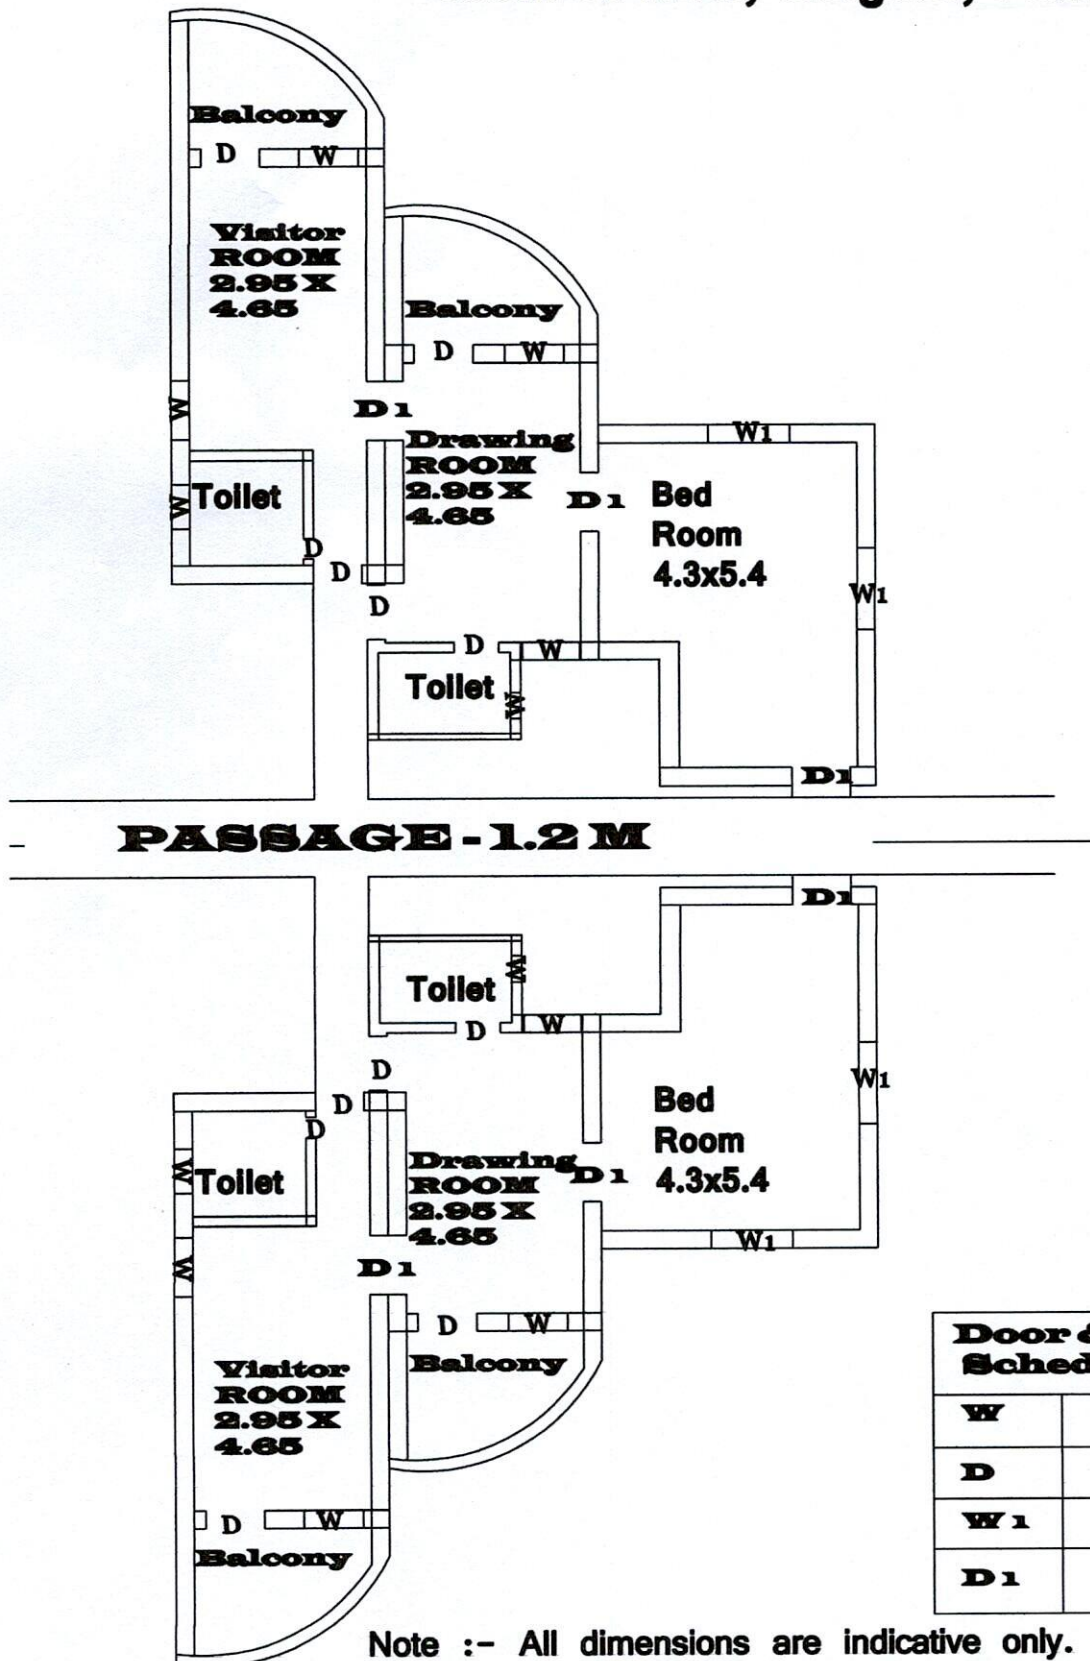 Balcony
D W
Visitor
ROOM
2.95 X
4.65
Balcony
D W
W
D1
Drawing
ROOM
2.95 X
4.65
W1
W
Toilet
D1
Bed
Room
4.3x5.4
D
D
D
W1
D
W
Toilet
W
D1
PASSAGE - 1.2 M
D1
Toilet
W
D
W
D
D
D
W1
Bed
Room
4.3x5.4
W
Toilet
Drawing
ROOM
2.95 X
4.65
D1
W
D1
W1
D W
Balcony
Visitor
ROOM
2.95 X
4.65
D W
Balcony
Door
W
D
W1
D1
Note :- All dimensions are indicative only.